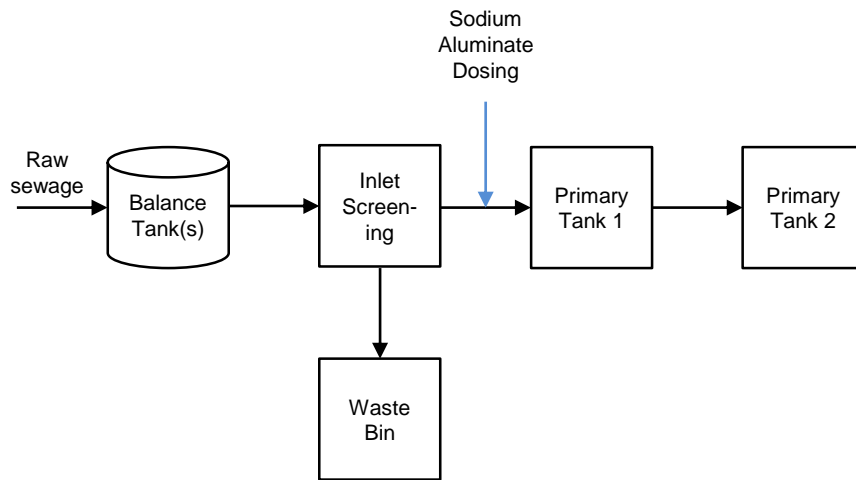 Sodium
Aluminate
Dosing
Raw
sewage
Balance
Tank(s)
Inlet
Screen-
ing
Primary
Tank 1
Primary
Tank 2
Waste
Bin